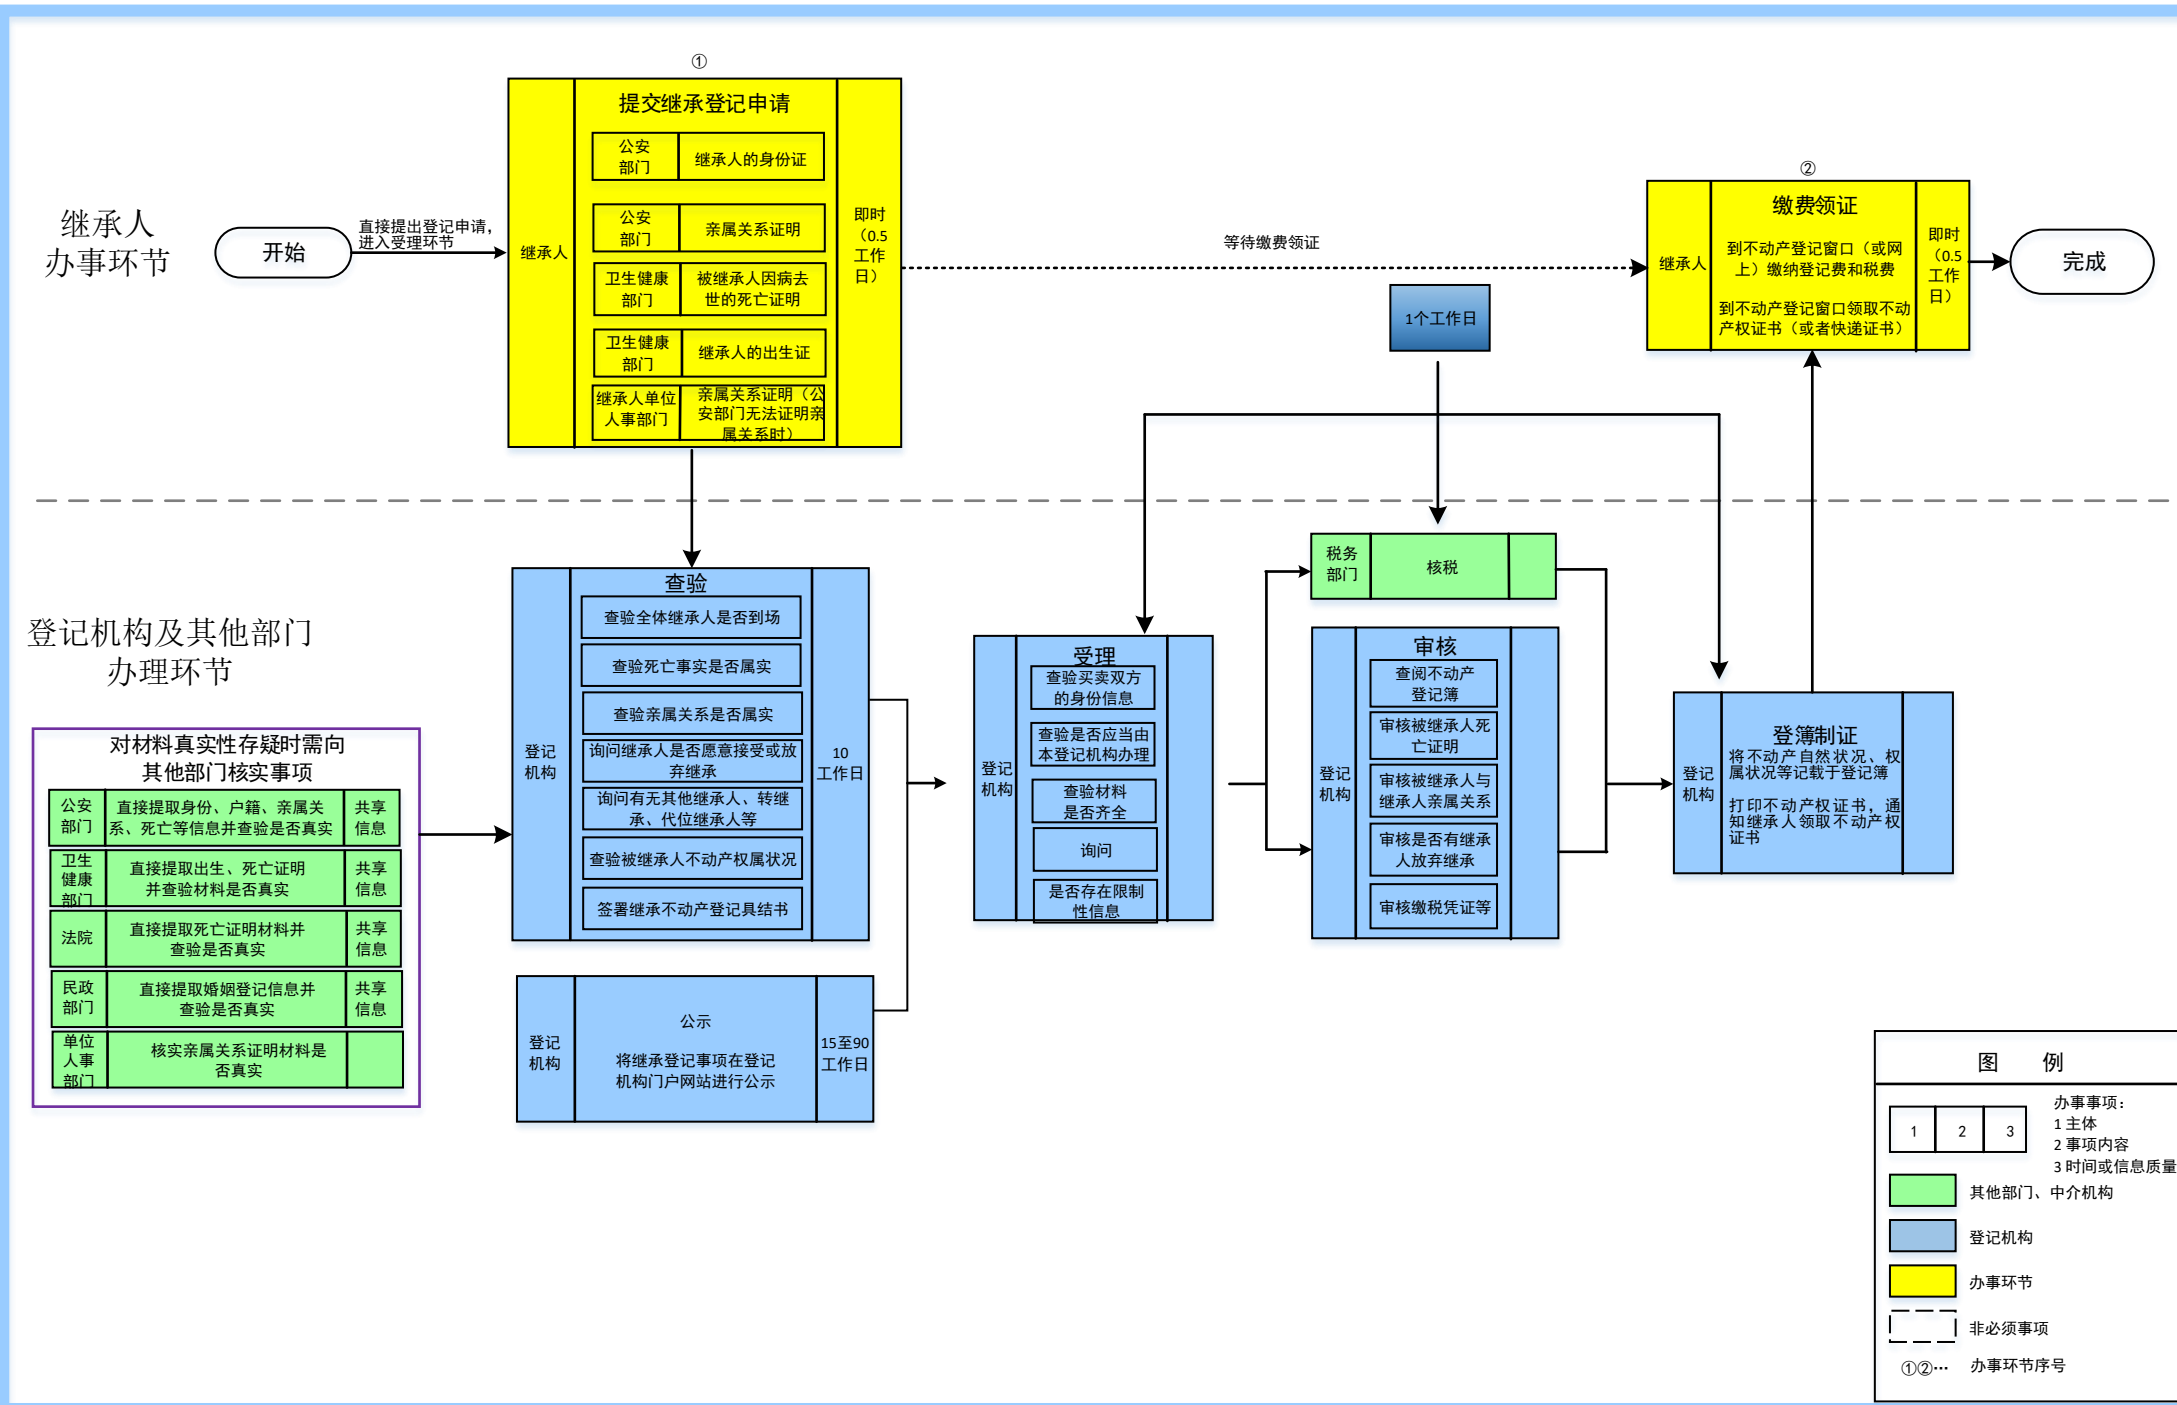 ①
提交继承登记申请
公安
部门
继承人的身份证
公安
部门
亲属关系证明
卫生健康
部门
被继承人因病去
世的死亡证明
卫生健康
部门
继承人的出生证
继承人单位
人事部门
亲属关系证明（公
安部门无法证明亲
属关系时）
继承人
即时
（0.5
工作
日）
继承人
办事环节
开始
直接提出登记申请，
进入受理环节
等待缴费领证
1个工作日
②
缴费领证
继承人
到不动产登记窗口（或网
上）缴纳登记费和税费
到不动产登记窗口领取不动
产权证书（或者快递证书）
即时
（0.5
工作
日）
完成
登记机构及其他部门
办理环节
对材料真实性存疑时需向
其他部门核实事项
公安
部门
直接提取身份、户籍、亲属关
系、死亡等信息并查验是否真实
共享
信息
卫生
健康
部门
直接提取出生、死亡证明
并查验材料是否真实
共享
信息
法院
直接提取死亡证明材料并
查验是否真实
共享
信息
民政
部门
直接提取婚姻登记信息并
查验是否真实
共享
信息
单位
人事
部门
核实亲属关系证明材料是
否真实
查验
登记
机构
查验全体继承人是否到场
查验死亡事实是否属实
查验亲属关系是否属实
询问继承人是否愿意接受或放
弃继承
询问有无其他继承人、转继
承、代位继承人等
查验被继承人不动产权属状况
签署继承不动产登记具结书
10
工作日
登记
机构
公示
将继承登记事项在登记
机构门户网站进行公示
15至90
工作日
受理
登记
机构
查验买卖双方
的身份信息
查验是否应当由
本登记机构办理
查验材料
是否齐全
询问
是否存在限制
性信息
税务
部门
核税
审核
登记
机构
查阅不动产
登记簿
审核被继承人死
亡证明
审核被继承人与
继承人亲属关系
审核是否有继承
人放弃继承
审核缴税凭证等
登簿制证
登记
机构
将不动产自然状况、权
属状况等记载于登记簿
打印不动产权证书，通
知继承人领取不动产权
证书
图 例
1 2 3
办事事项：
1 主体
2 事项内容
3 时间或信息质量
其他部门、中介机构
登记机构
办事环节
非必须事项
①②… 办事环节序号